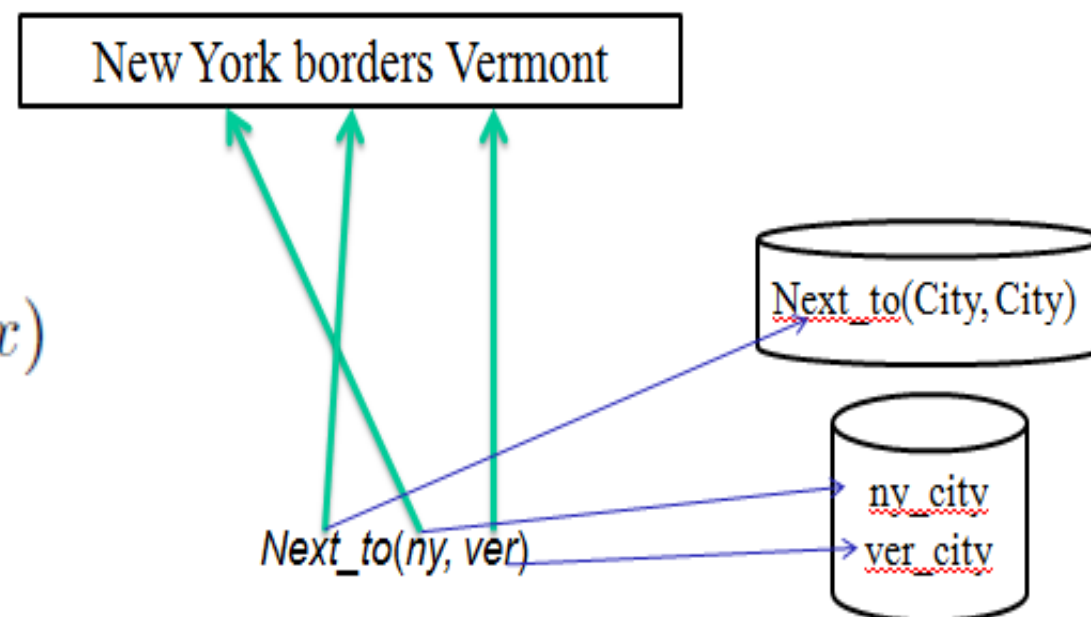 New York borders Vermont
Next_to(City, City)
x)
ny_city
Next_to(ny, ver)
ver_city